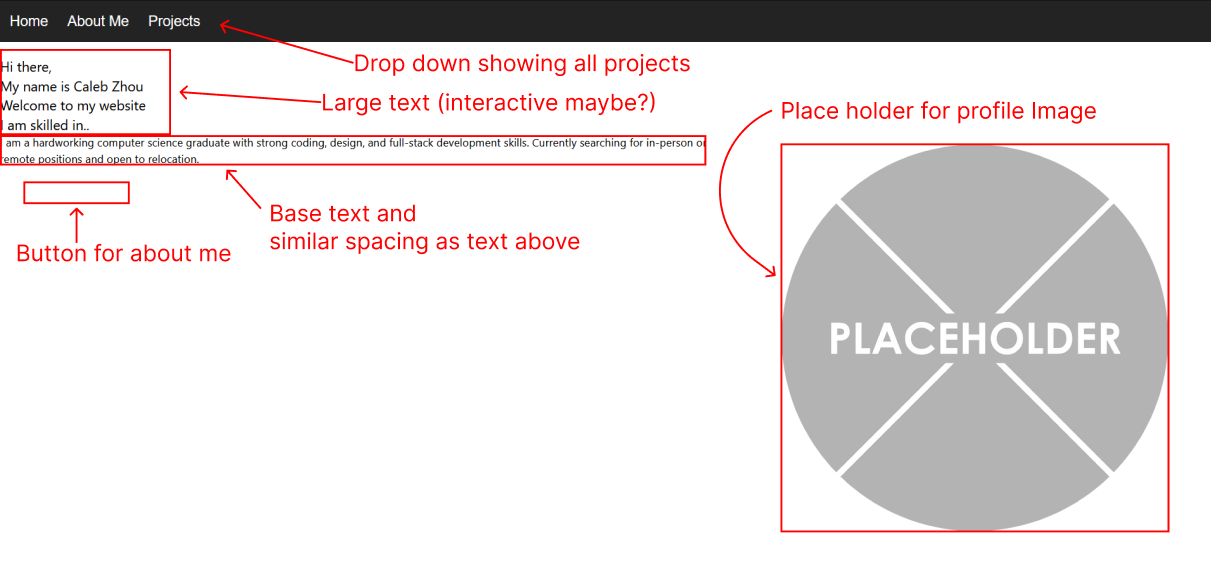 Home About Me Projects
Drop down showing all projects
Hi there,
My name is Caleb Zhou
Welcome to my website
I am skilled in..
Large text (interactive maybe?)
I am a hardworking computer science graduate with strong coding, design, and full-stack development skills. Currently searching for in-person or
remote positions and open to relocation.
Base text and
similar spacing as text above
Button for about me
Place holder for profile Image
PLACEHOLDER